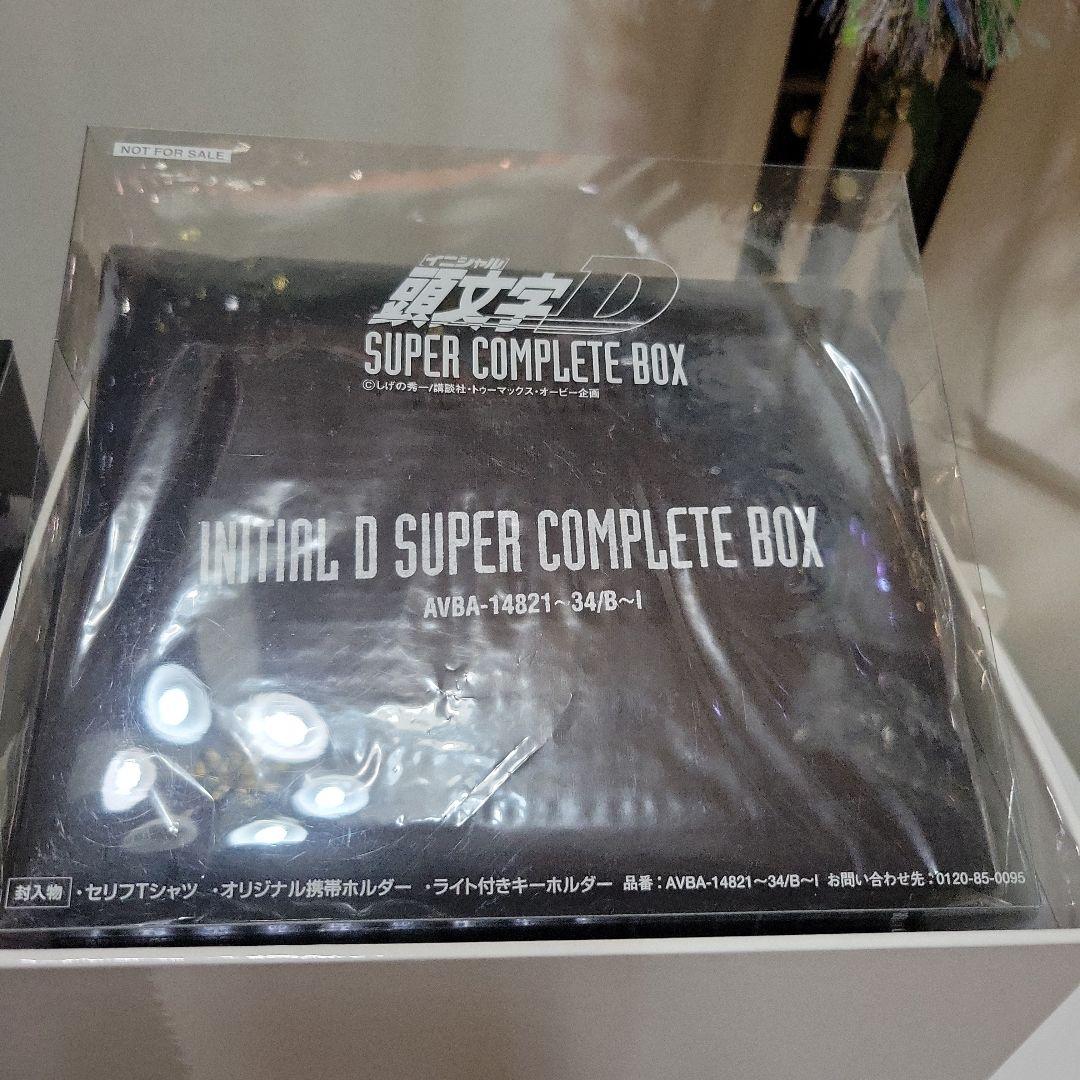 NOT FOR SALE
[イニシャル]
頭文字D
SUPER COMPLETE BOX
©しげの秀一/講談社・トゥーマックス・オービー企画
INITIAL D SUPER COMPLETE BOX
AVBA-14821~34/B~I
封入物 ・セリフTシャツ ・オリジナル携帯ホルダー ・ライト付きキーホルダー 品番：AVBA-14821～34/B～I お問い合わせ先：0120-85-0095